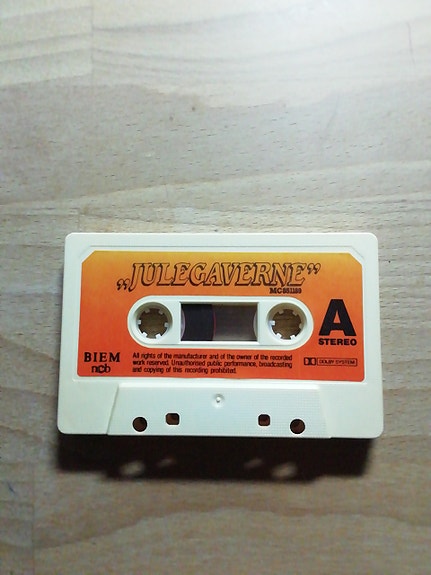 „JULEGAVERNE”
MC 851189
A
STEREO
BIEM
ncb
All rights of the manufacturer and of the owner of the recorded
work reserved. Unauthorised public performance, broadcasting
and copying of this recording prohibited.
DOLBY SYSTEM